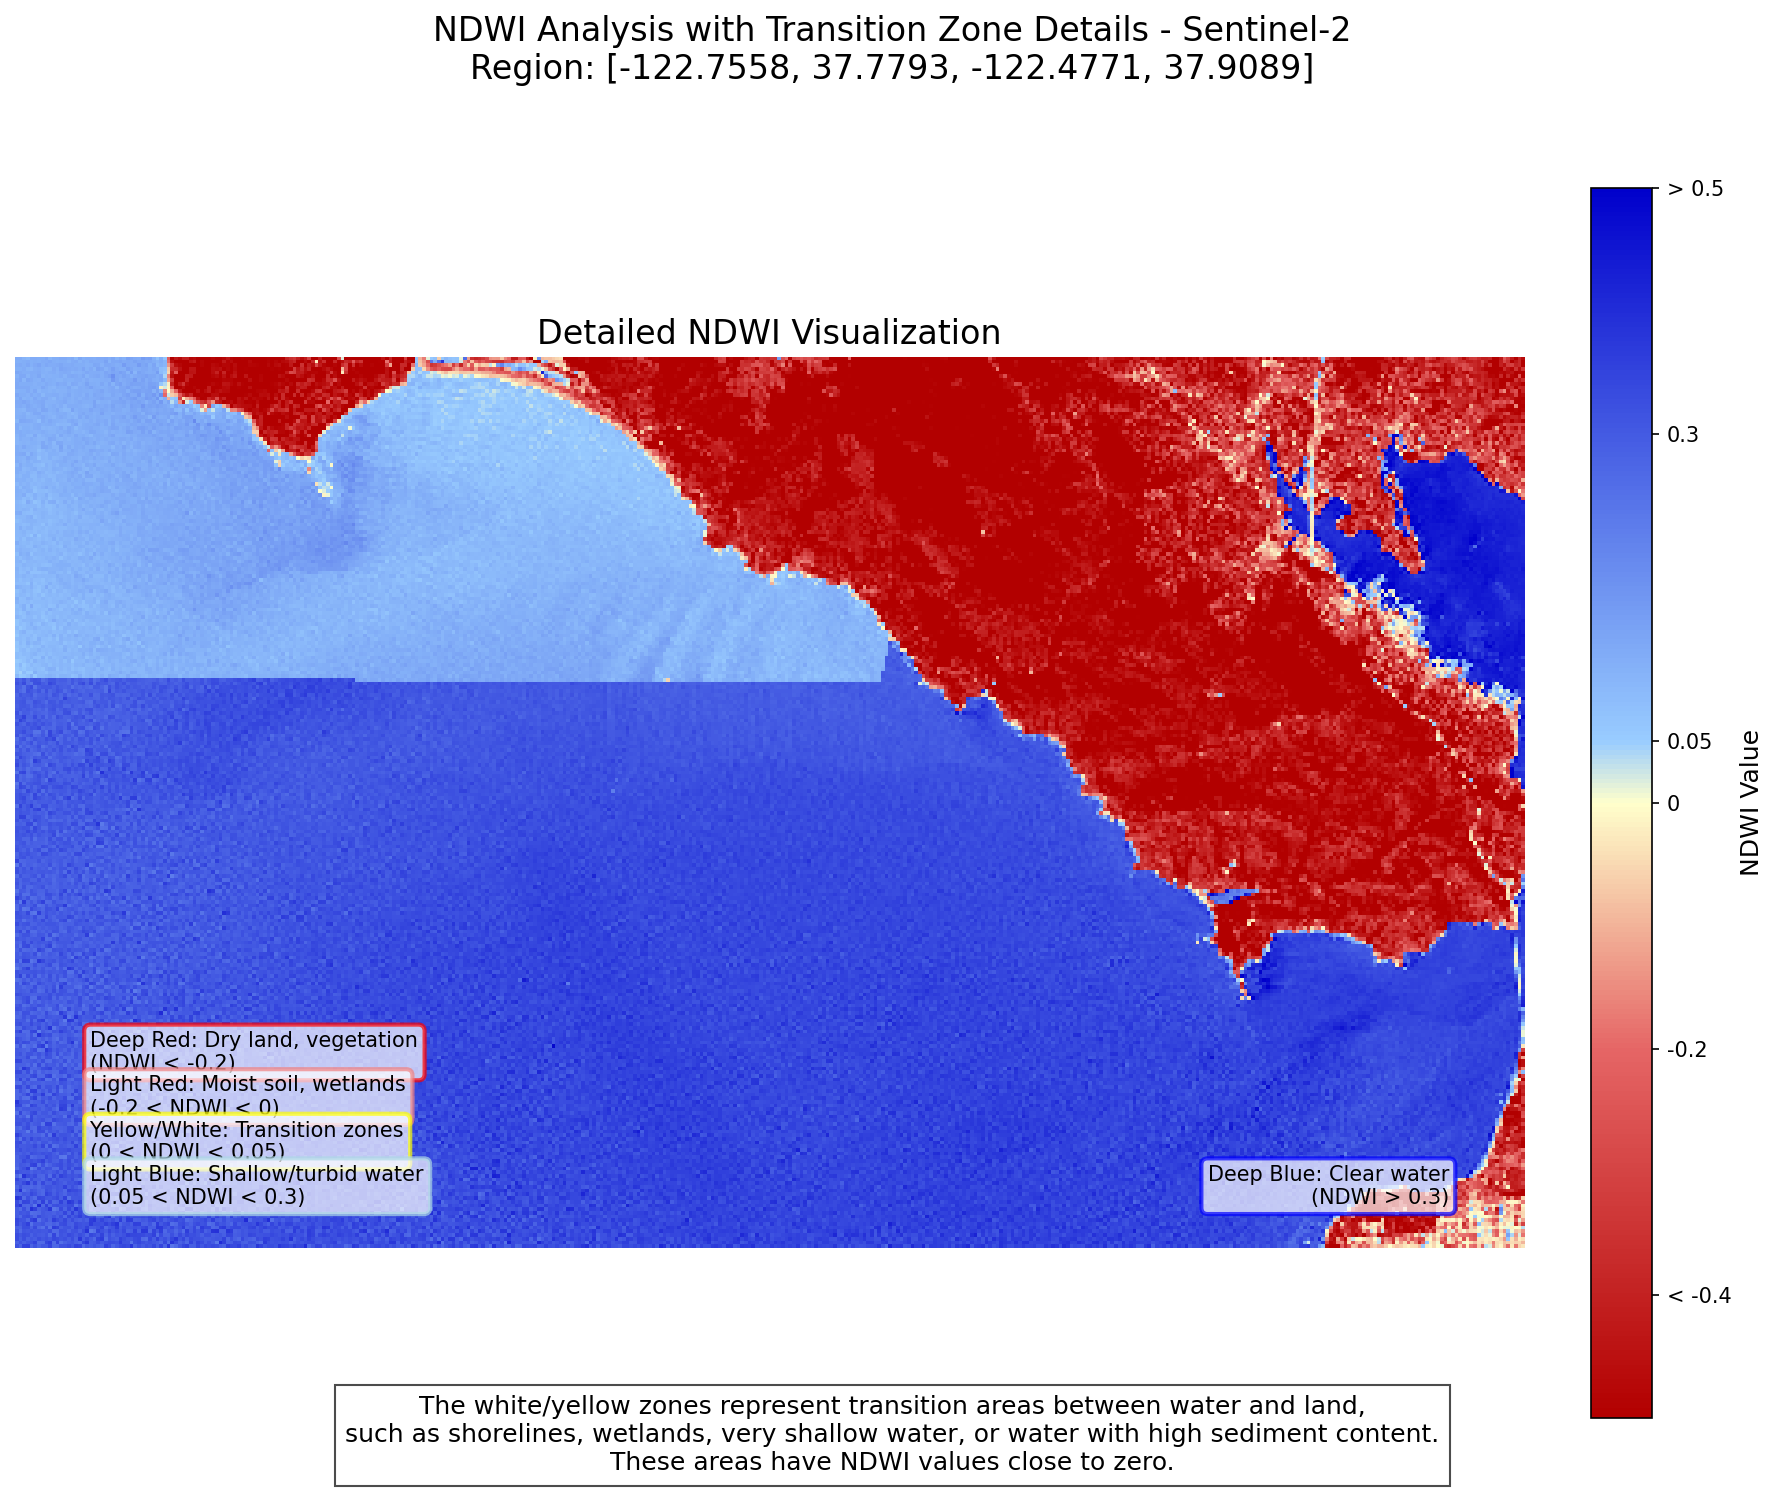 NDWI Analysis with Transition Zone Details - Sentinel-2
Region: [-122.7558, 37.7793, -122.4771, 37.9089]
Detailed NDWI Visualization
> 0.5
0.3
0.05
0
-0.2
< -0.4
NDWI Value
Deep Red: Dry land, vegetation
(NDWI < -0.2)
Light Red: Moist soil, wetlands
(-0.2 < NDWI < 0)
Yellow/White: Transition zones
(0 < NDWI < 0.05)
Light Blue: Shallow/turbid water
(0.05 < NDWI < 0.3)
Deep Blue: Clear water
(NDWI > 0.3)
The white/yellow zones represent transition areas between water and land,
such as shorelines, wetlands, very shallow water, or water with high sediment content.
These areas have NDWI values close to zero.